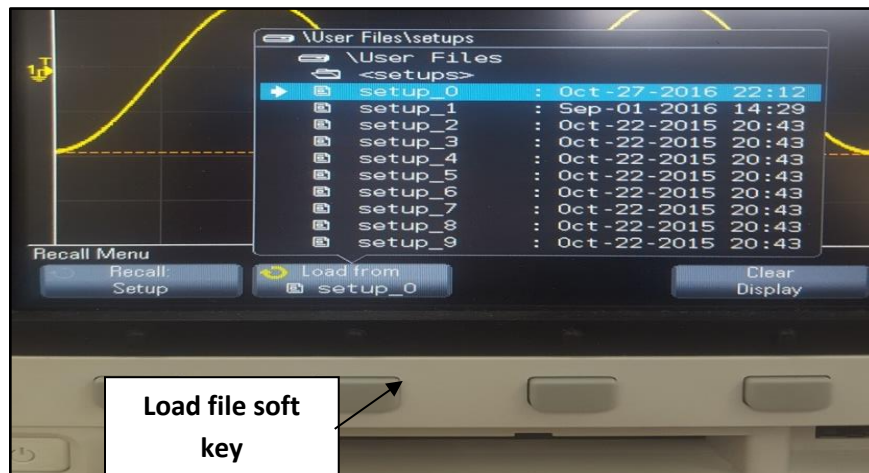 \User Files\setups
\User Files
<setups>
setup_0 : Oct-27-2016 22:12
setup_1 : Sep-01-2016 14:29
setup_2 : Oct-22-2015 20:43
setup_3 : Oct-22-2015 20:43
setup_4 : Oct-22-2015 20:43
setup_5 : Oct-22-2015 20:43
setup_6 : Oct-22-2015 20:43
setup_7 : Oct-22-2015 20:43
setup_8 : Oct-22-2015 20:43
setup_9 : Oct-22-2015 20:43
Recall Menu
Recall:
Setup
Load from
setup_0
Clear
Display
Load file soft
key